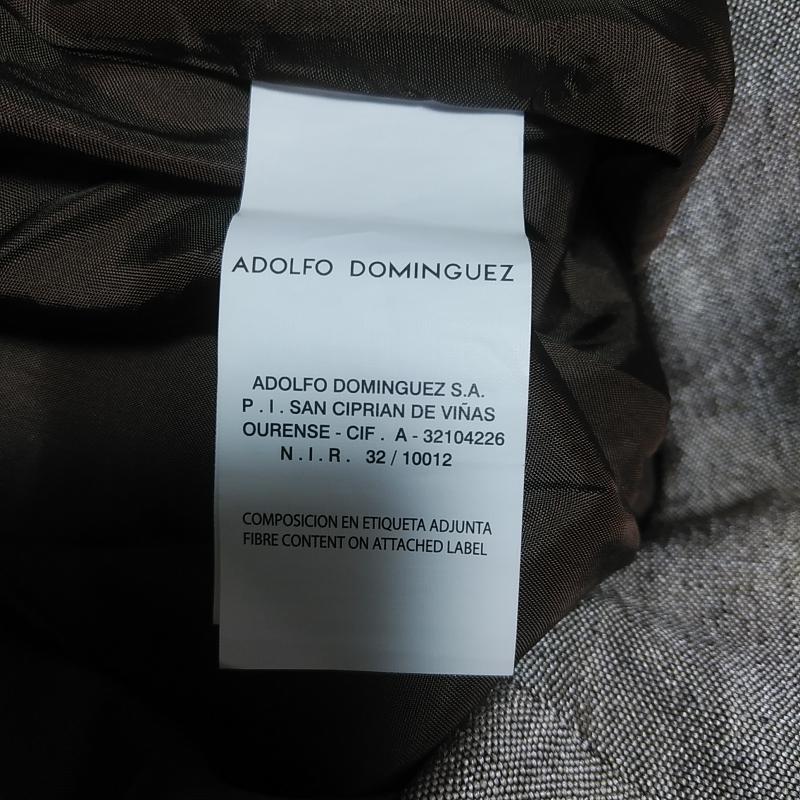 ADOLFO DOMINGUEZ
ADOLFO DOMINGUEZ S.A.
P . I . SAN CIPRIAN DE VIÑAS
OURENSE - CIF . A - 32104226
N . I . R . 32 / 10012
COMPOSICION EN ETIQUETA ADJUNTA
FIBRE CONTENT ON ATTACHED LABEL